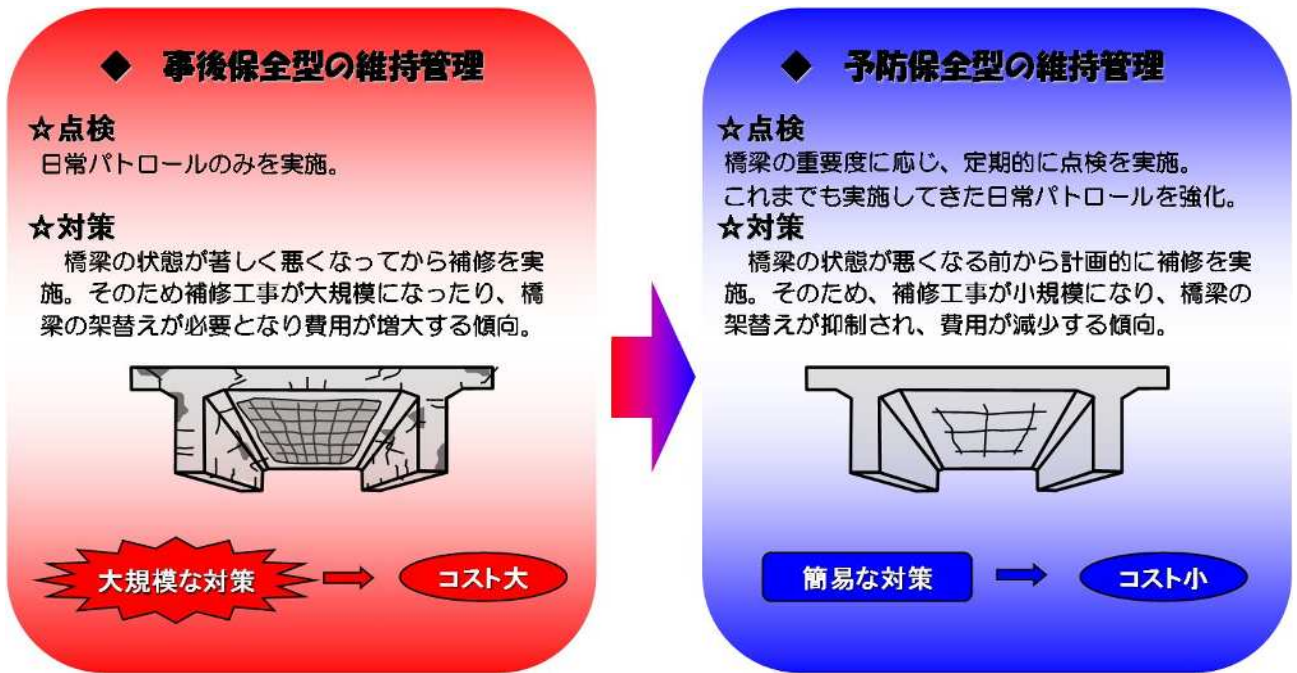 ◆ 事後保全型の維持管理
☆点検
日常パトロールのみを実施。
☆対策
橋梁の状態が著しく悪くなってから補修を実
施。そのため補修工事が大規模になったり、橋
梁の架替えが必要となり費用が増大する傾向。
大規模な対策
コスト大
◆ 予防保全型の維持管理
☆点検
橋梁の重要度に応じ、定期的に点検を実施。
これまでも実施してきた日常パトロールを強化。
☆対策
橋梁の状態が悪くなる前から計画的に補修を実
施。そのため、補修工事が小規模になり、橋梁の
架替えが抑制され、費用が減少する傾向。
簡易な対策
コスト小